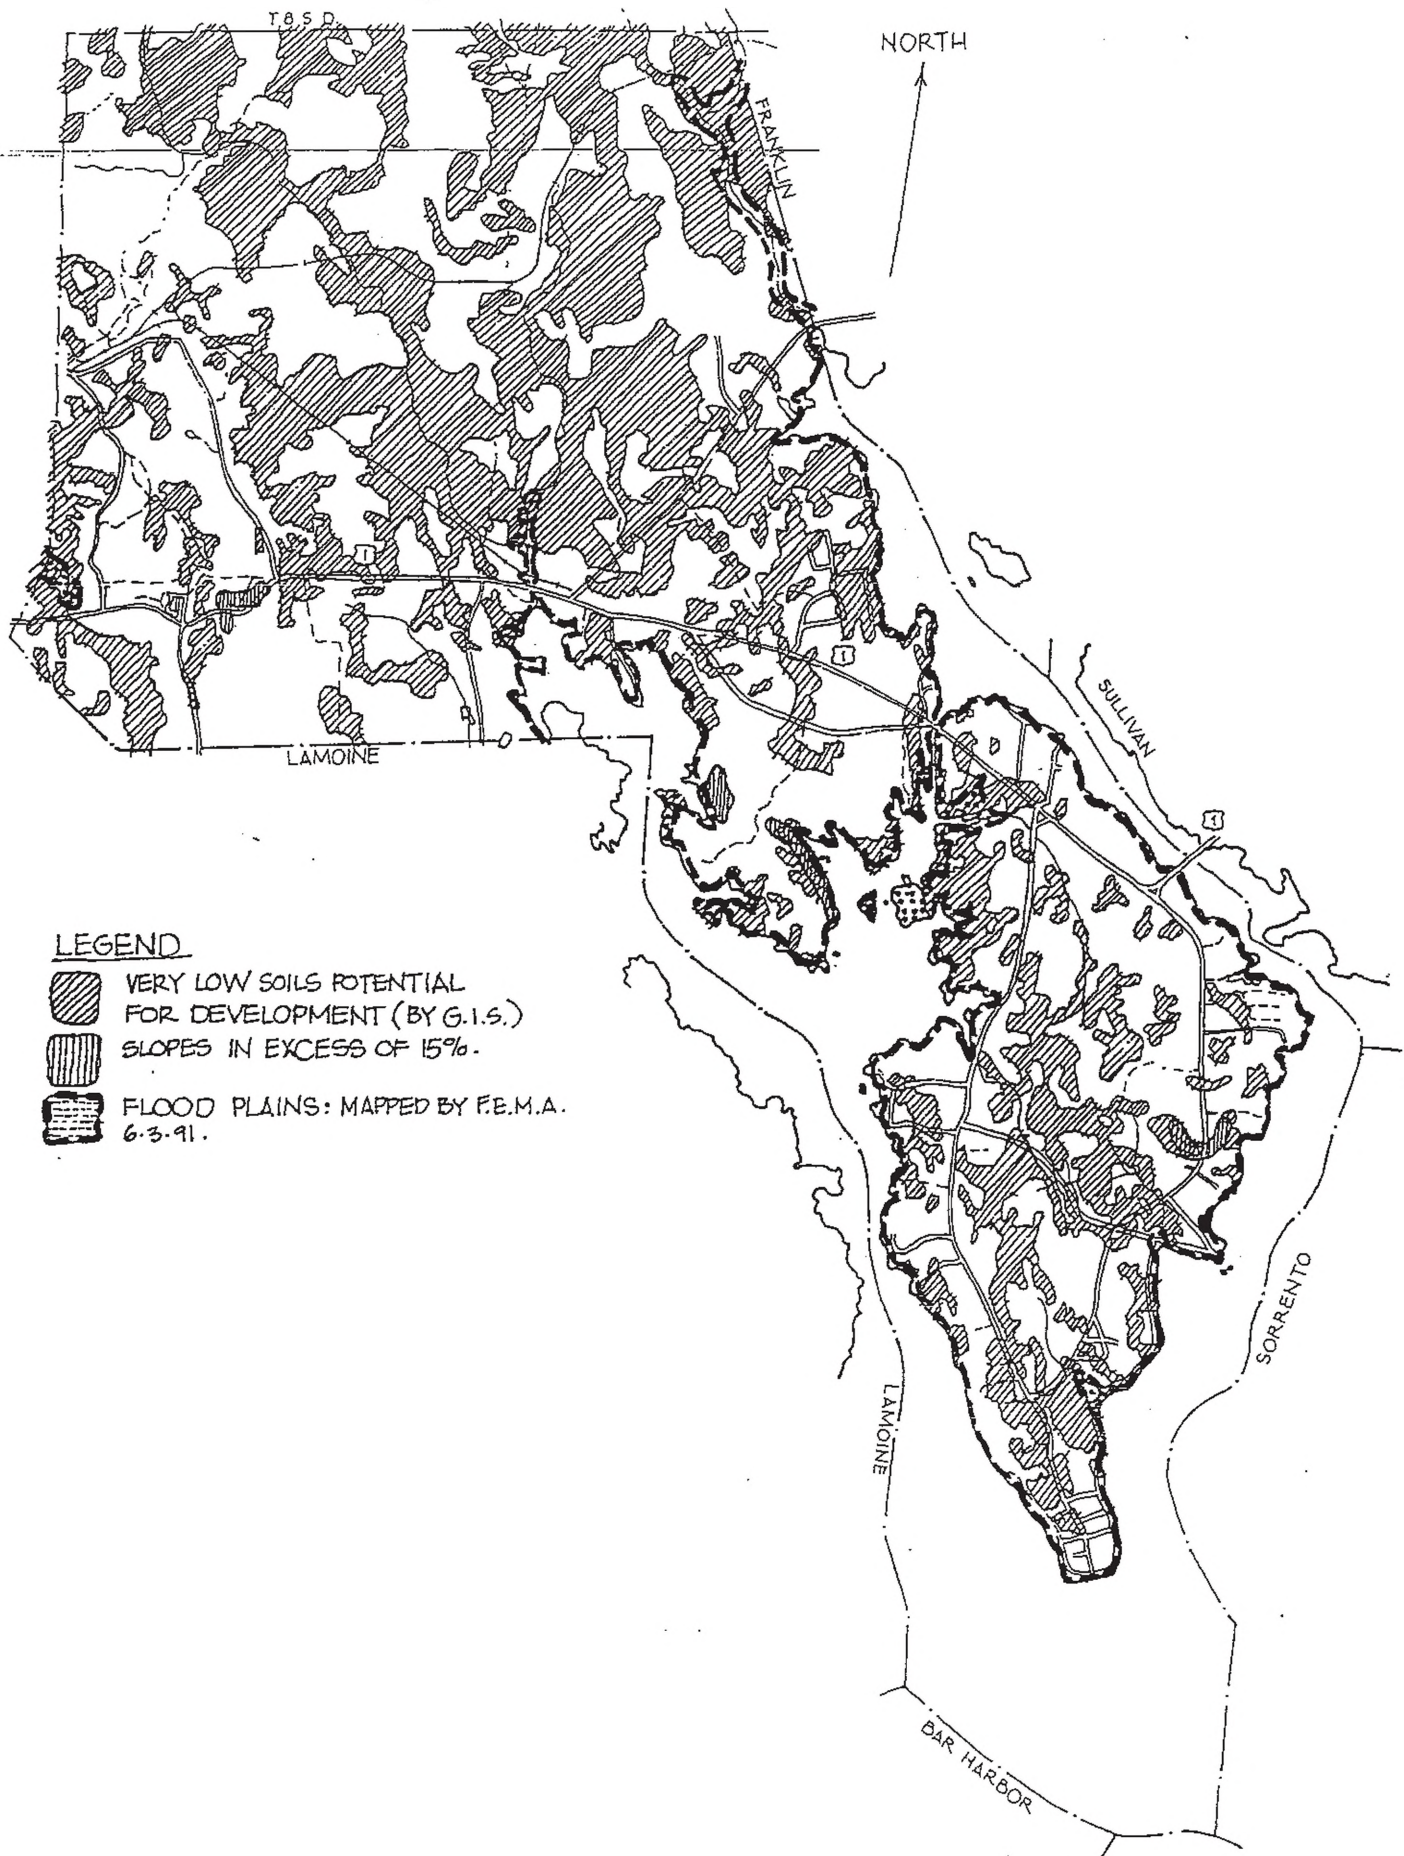 T 8 S D
NORTH
FRANKLIN
1
1
SULLIVAN
LAMOINE
1
LEGEND
VERY LOW SOILS POTENTIAL
FOR DEVELOPMENT (BY G.I.S.)
SLOPES IN EXCESS OF 15%.
FLOOD PLAINS: MAPPED BY F.E.M.A.
6.3.91.
SORRENTO
LAMOINE
BAR HARBOR